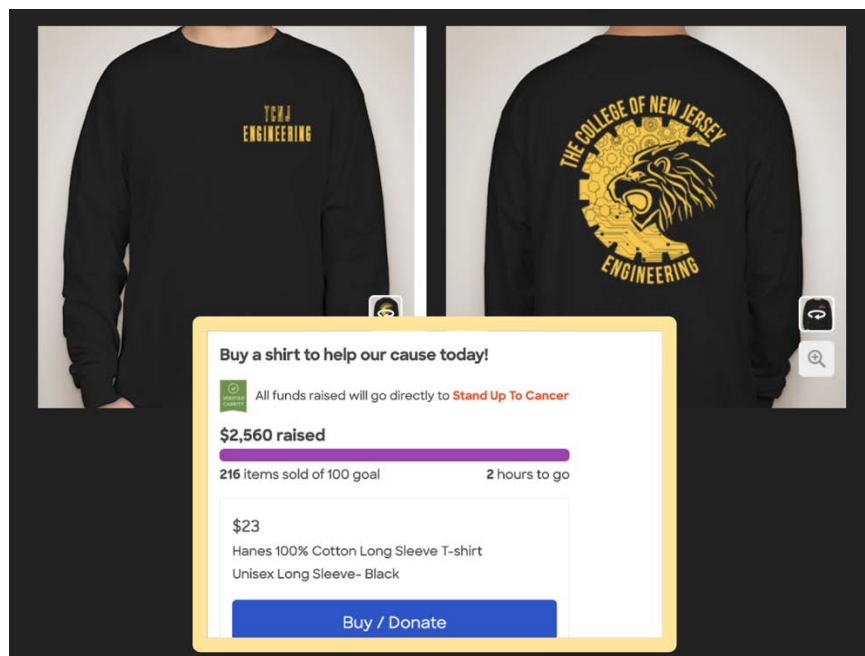 TCNJ
ENGINEERING
THE COLLEGE OF NEW JERSEY
ENGINEERING
Buy a shirt to help our cause today!
VERIFIED
CHARITY
All funds raised will go directly to Stand Up To Cancer
$2,560 raised
216 items sold of 100 goal
2 hours to go
$23
Hanes 100% Cotton Long Sleeve T-shirt
Unisex Long Sleeve- Black
Buy / Donate